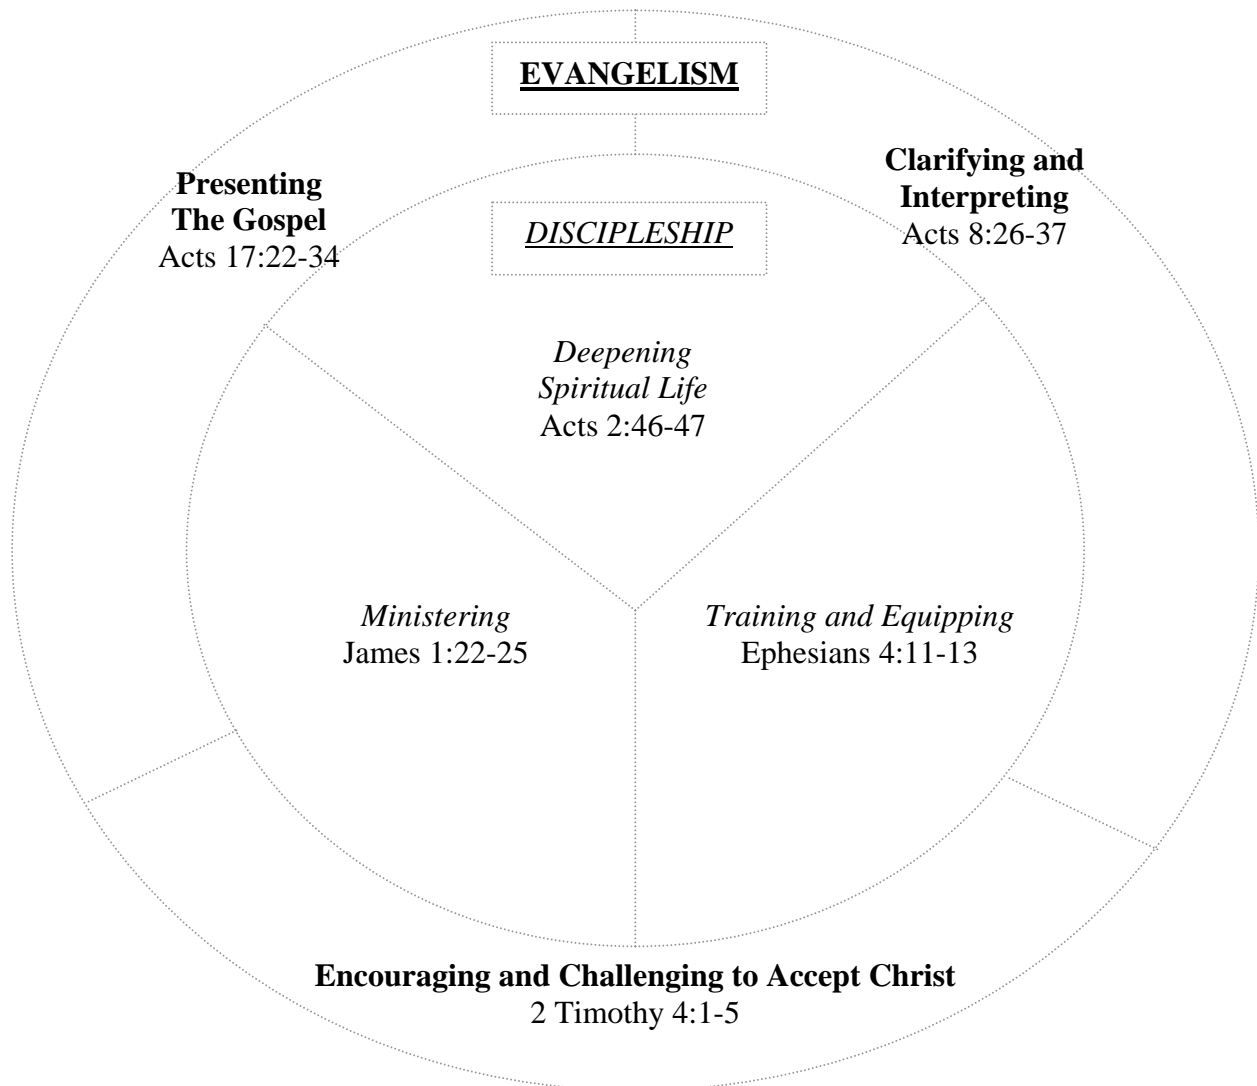 EVANGELISM
Presenting
The Gospel
Acts 17:22-34
Clarifying and
Interpreting
Acts 8:26-37
DISCIPLESHIP
Deepening
Spiritual Life
Acts 2:46-47
Ministering
James 1:22-25
Training and Equipping
Ephesians 4:11-13
Encouraging and Challenging to Accept Christ
2 Timothy 4:1-5